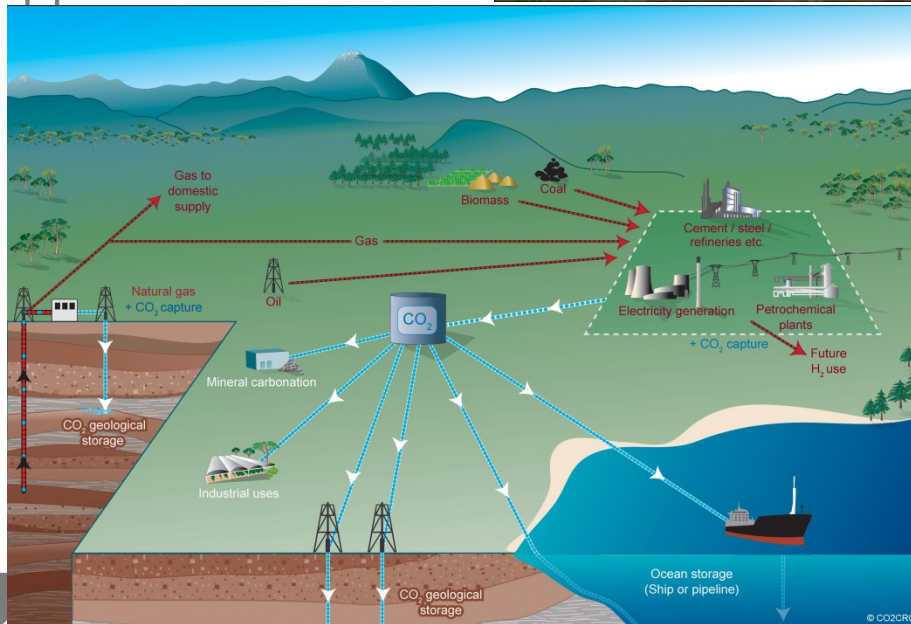 Gas to
domestic
supply
Coal
Biomass
Cement / steel /
refineries etc.
Gas
Oil
Natural gas
+ CO₂ capture
CO₂
Electricity generation
Petrochemical
plants
+ CO₂ capture
Future
H₂ use
Mineral carbonation
CO₂ geological
storage
Industrial uses
CO₂ geological
storage
Ocean storage
(Ship or pipeline)